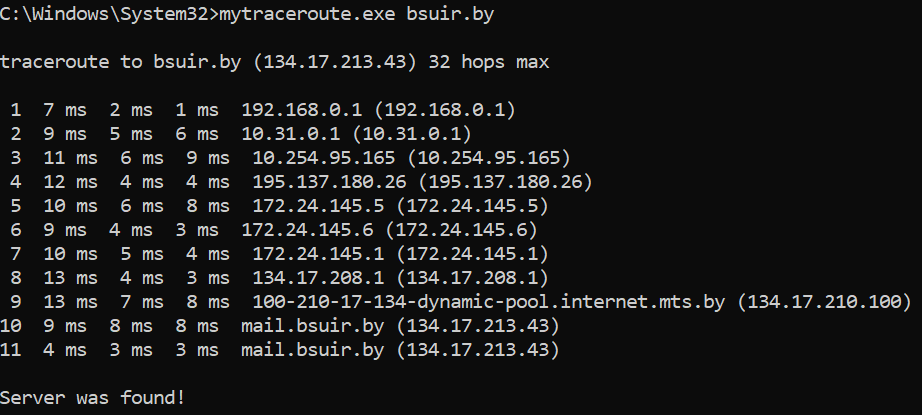 C:\Windows\System32>mytraceroute.exe bsuir.by
traceroute to bsuir.by (134.17.213.43) 32 hops max
1  7 ms  2 ms  1 ms  192.168.0.1 (192.168.0.1)
2  9 ms  5 ms  6 ms  10.31.0.1 (10.31.0.1)
3  11 ms  6 ms  9 ms  10.254.95.165 (10.254.95.165)
4  12 ms  4 ms  4 ms  195.137.180.26 (195.137.180.26)
5  10 ms  6 ms  8 ms  172.24.145.5 (172.24.145.5)
6  9 ms  4 ms  3 ms  172.24.145.6 (172.24.145.6)
7  10 ms  5 ms  4 ms  172.24.145.1 (172.24.145.1)
8  13 ms  4 ms  3 ms  134.17.208.1 (134.17.208.1)
9  13 ms  7 ms  8 ms  100-210-17-134-dynamic-pool.internet.mts.by (134.17.210.100)
10  9 ms  8 ms  8 ms  mail.bsuir.by (134.17.213.43)
11  4 ms  3 ms  3 ms  mail.bsuir.by (134.17.213.43)
Server was found!